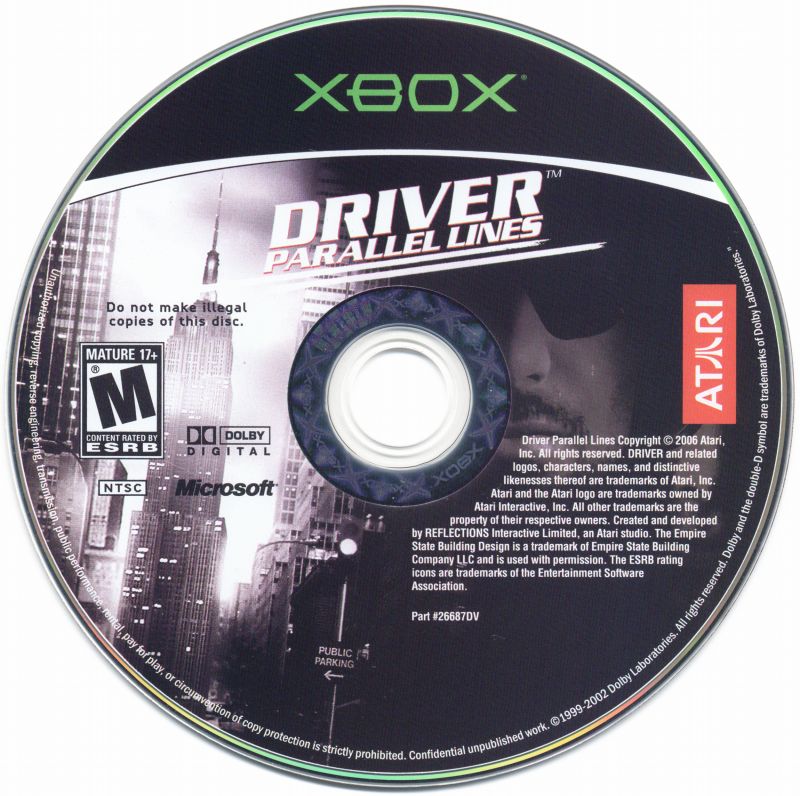 XBOX®
DRIVER™
PARALLEL LINES
Do not make illegal
copies of this disc.
MATURE 17+
M®
CONTENT RATED BY
ESRB
DOLBY
DIGITAL
NTSC
Microsoft®
ATARI
XBOX
Driver Parallel Lines Copyright © 2006 Atari,
Inc. All rights reserved. DRIVER and related
logos, characters, names, and distinctive
likenesses thereof are trademarks of Atari, Inc.
Atari and the Atari logo are trademarks owned by
Atari Interactive, Inc. All other trademarks are the
property of their respective owners. Created and developed
by REFLECTIONS Interactive Limited, an Atari studio. The Empire
State Building Design is a trademark of Empire State Building
Company LLC and is used with permission. The ESRB rating
icons are trademarks of the Entertainment Software
Association.
Part #26687DV
PUBLIC
PARKING
←
Unauthorized copying, reverse engineering, transmission, public performance, rental, pay for play, or circumvention of copy protection is strictly prohibited. Confidential unpublished work. ©1999-2002 Dolby Laboratories. All rights reserved. Dolby and the double-D symbol are trademarks of Dolby Laboratories."